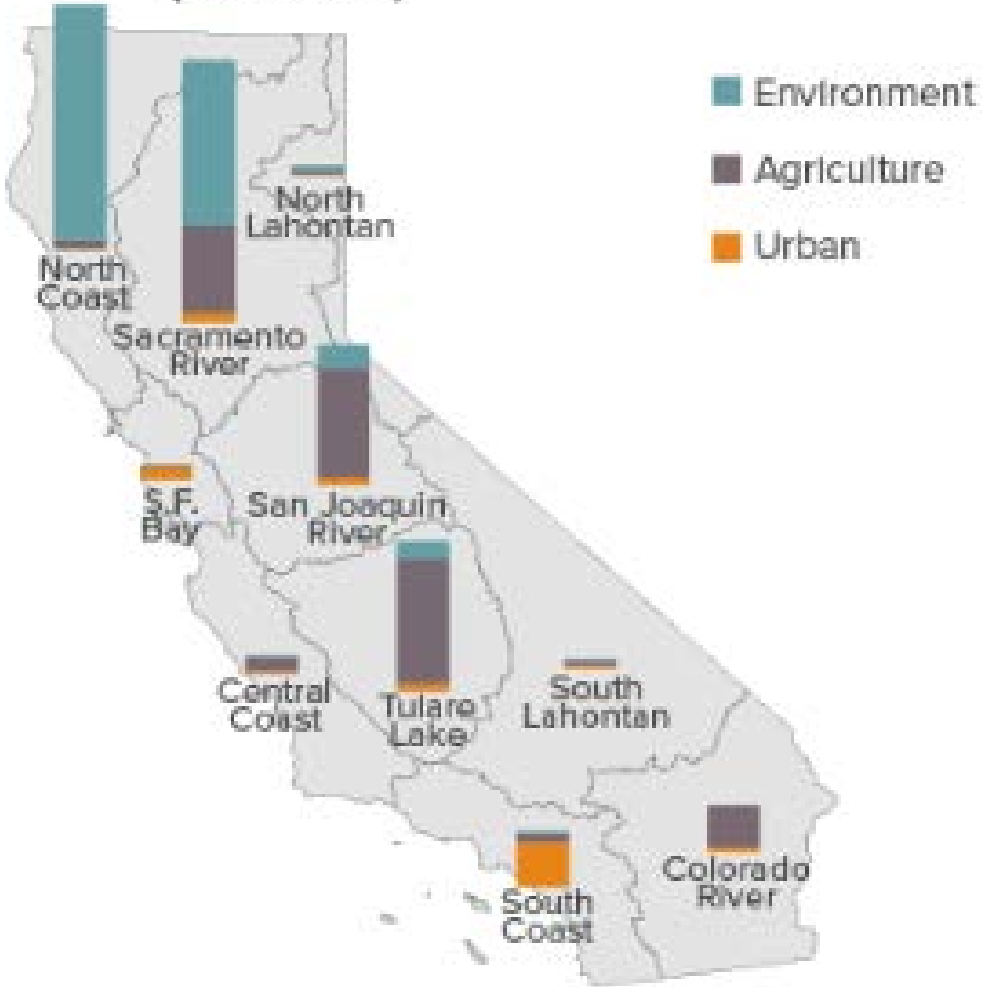 Environment
Agriculture
Urban
North
Lahontan
North
Coast
Sacramento
River
S.F.
Bay
San Joaquin
River
Central
Coast
Tulare
Lake
South
Lahontan
Colorado
River
South
Coast